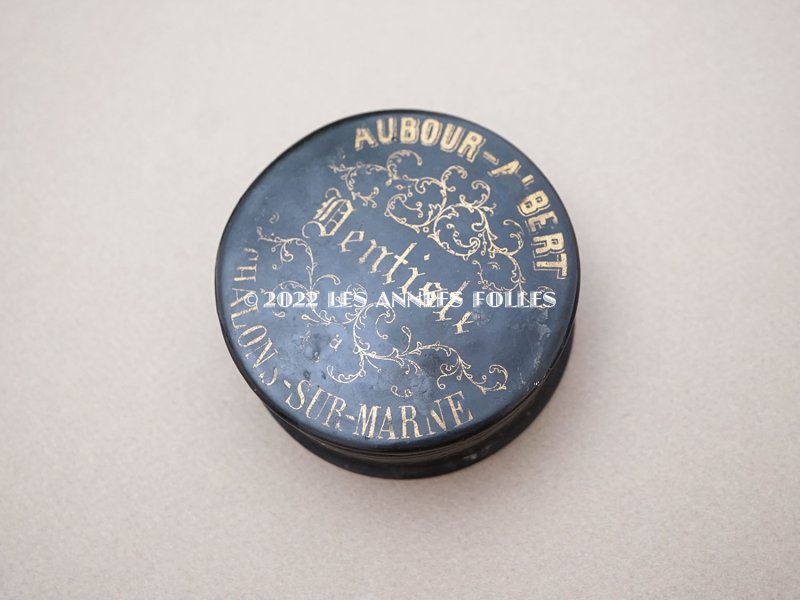 AUBOUR-ALBERT
Dentiste
CHALONS-SUR-MARNE
© 2022 LES ANNÉES FOLLES